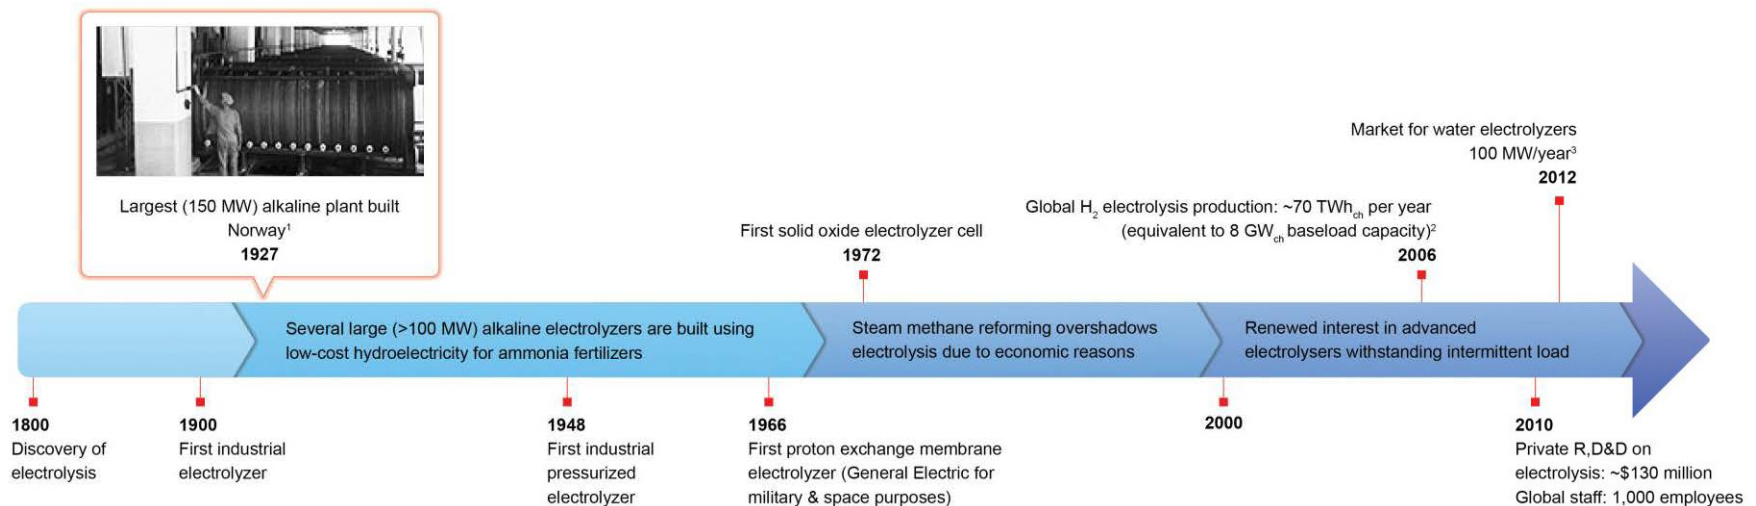 Largest (150 MW) alkaline plant built
Norway¹
1927
First solid oxide electrolyzer cell
1972
Global H₂ electrolysis production: ~70 TWh_ch per year
(equivalent to 8 GW_ch baseload capacity)²
2006
Market for water electrolyzers
100 MW/year³
2012
Several large (>100 MW) alkaline electrolyzers are built using
low-cost hydroelectricity for ammonia fertilizers
Steam methane reforming overshadows
electrolysis due to economic reasons
Renewed interest in advanced
electrolysers withstanding intermittent load
1800
Discovery of
electrolysis
1900
First industrial
electrolyzer
1948
First industrial
pressurized
electrolyzer
1966
First proton exchange membrane
electrolyzer (General Electric for
military & space purposes)
2000
2010
Private R,D&D on
electrolysis: ~$130 million
Global staff: 1,000 employees